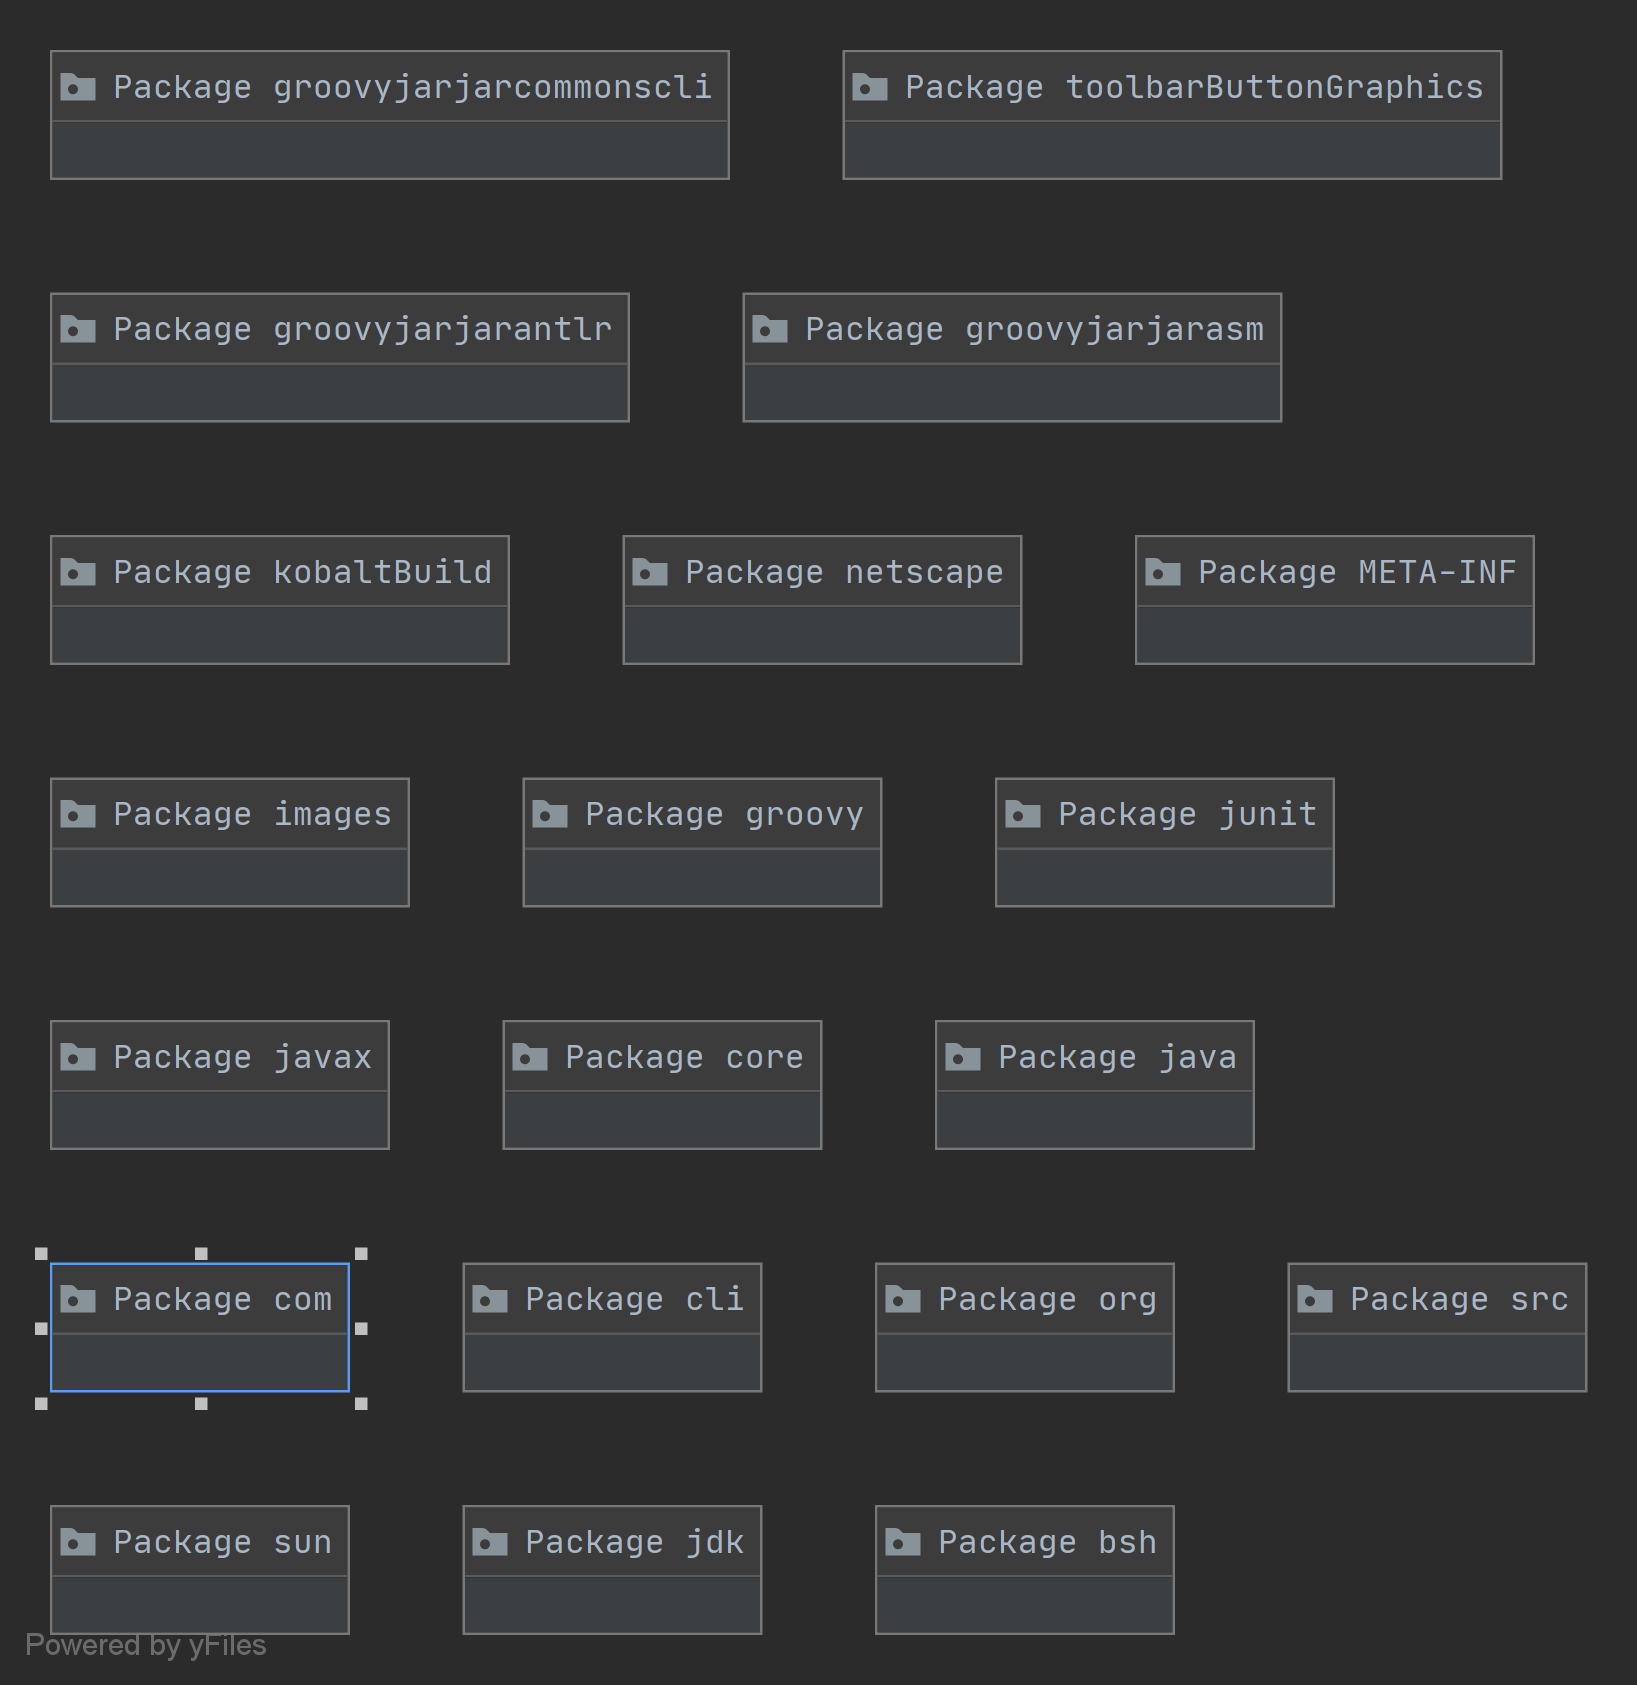 Package groovyjarjarcommonscli
Package toolbarButtonGraphics
Package groovyjarjarantlr
Package groovyjarjarasm
Package kobaltBuild
Package netscape
Package META-INF
Package images
Package groovy
Package junit
Package javax
Package core
Package java
Package com
Package cli
Package org
Package src
Package sun
Package jdk
Package bsh
Powered by yFiles